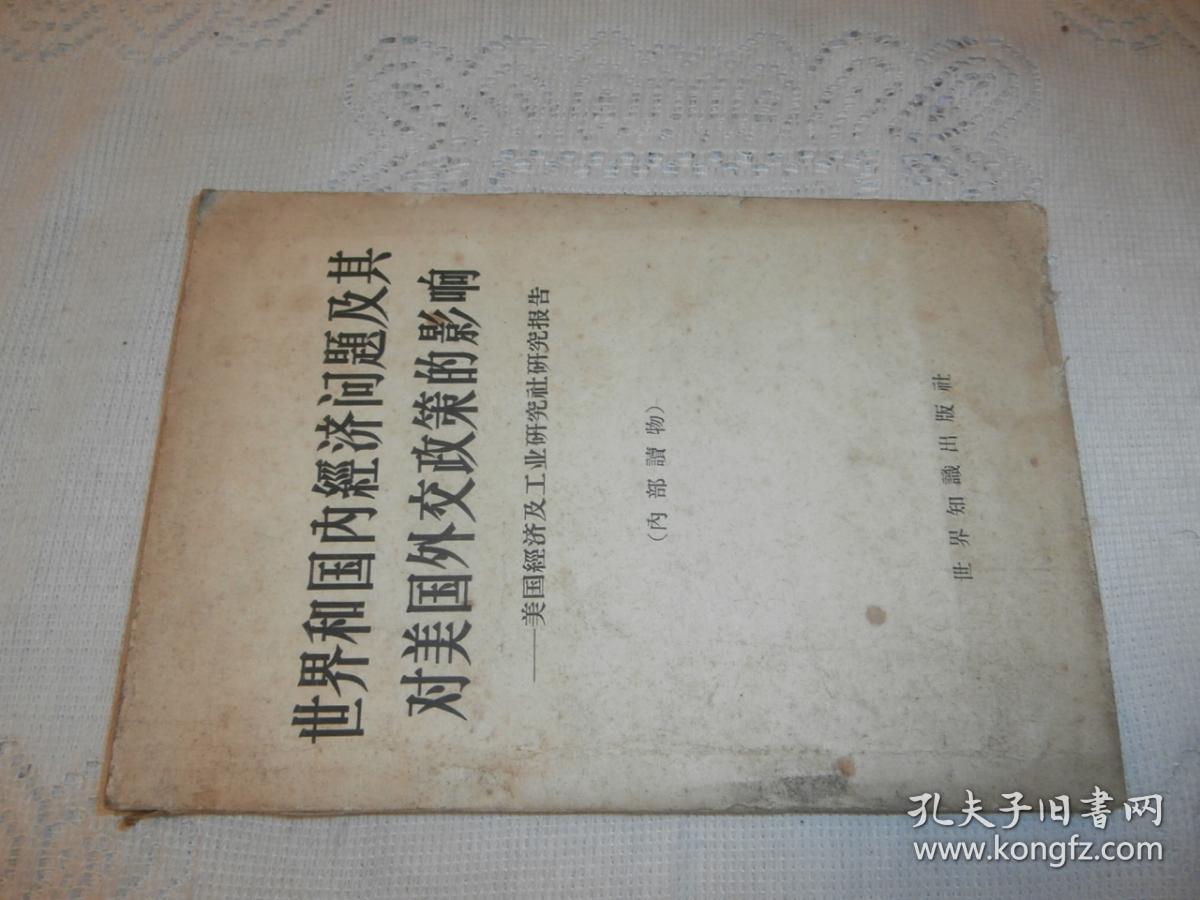 世界和国内經济问題及其
对美国外交政策的影响
——美国經济及工业研究社研究报告
（内部讀物）
世界知識出版社
孔夫子旧书网
www.kongfz.com